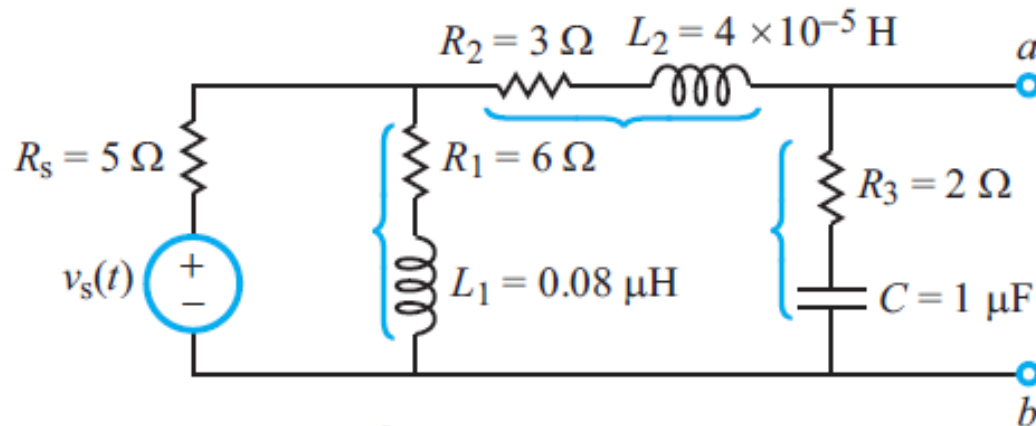 R₂ = 3 Ω L₂ = 4 × 10⁻⁵ H
a
Rₛ = 5 Ω
R₁ = 6 Ω
R₃ = 2 Ω
vₛ(t)
+
−
L₁ = 0.08 μH
C = 1 μF
b